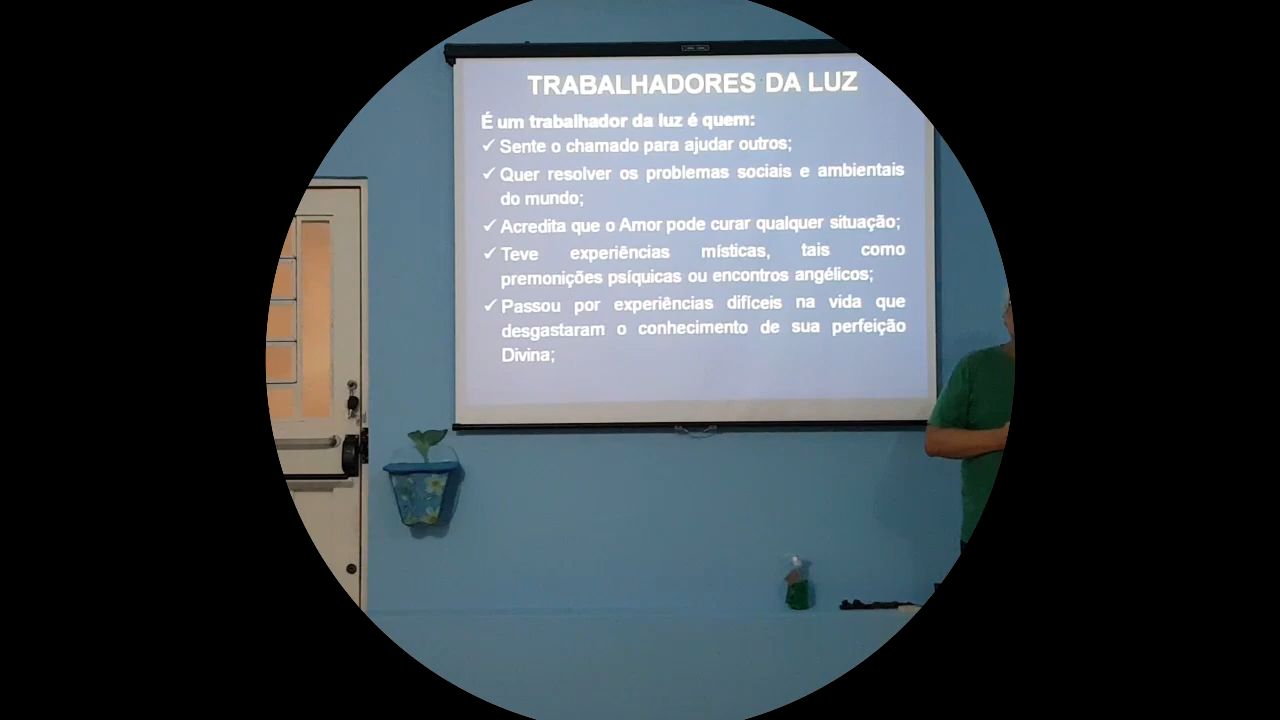 TRABALHADORES DA LUZ
É um trabalhador da luz é quem:
✓ Sente o chamado para ajudar outros;
✓ Quer resolver os problemas sociais e ambientais
do mundo;
✓ Acredita que o Amor pode curar qualquer situação;
✓ Teve experiências místicas, tais como
premonições psíquicas ou encontros angélicos;
✓ Passou por experiências difíceis na vida que
desgastaram o conhecimento de sua perfeição
Divina;